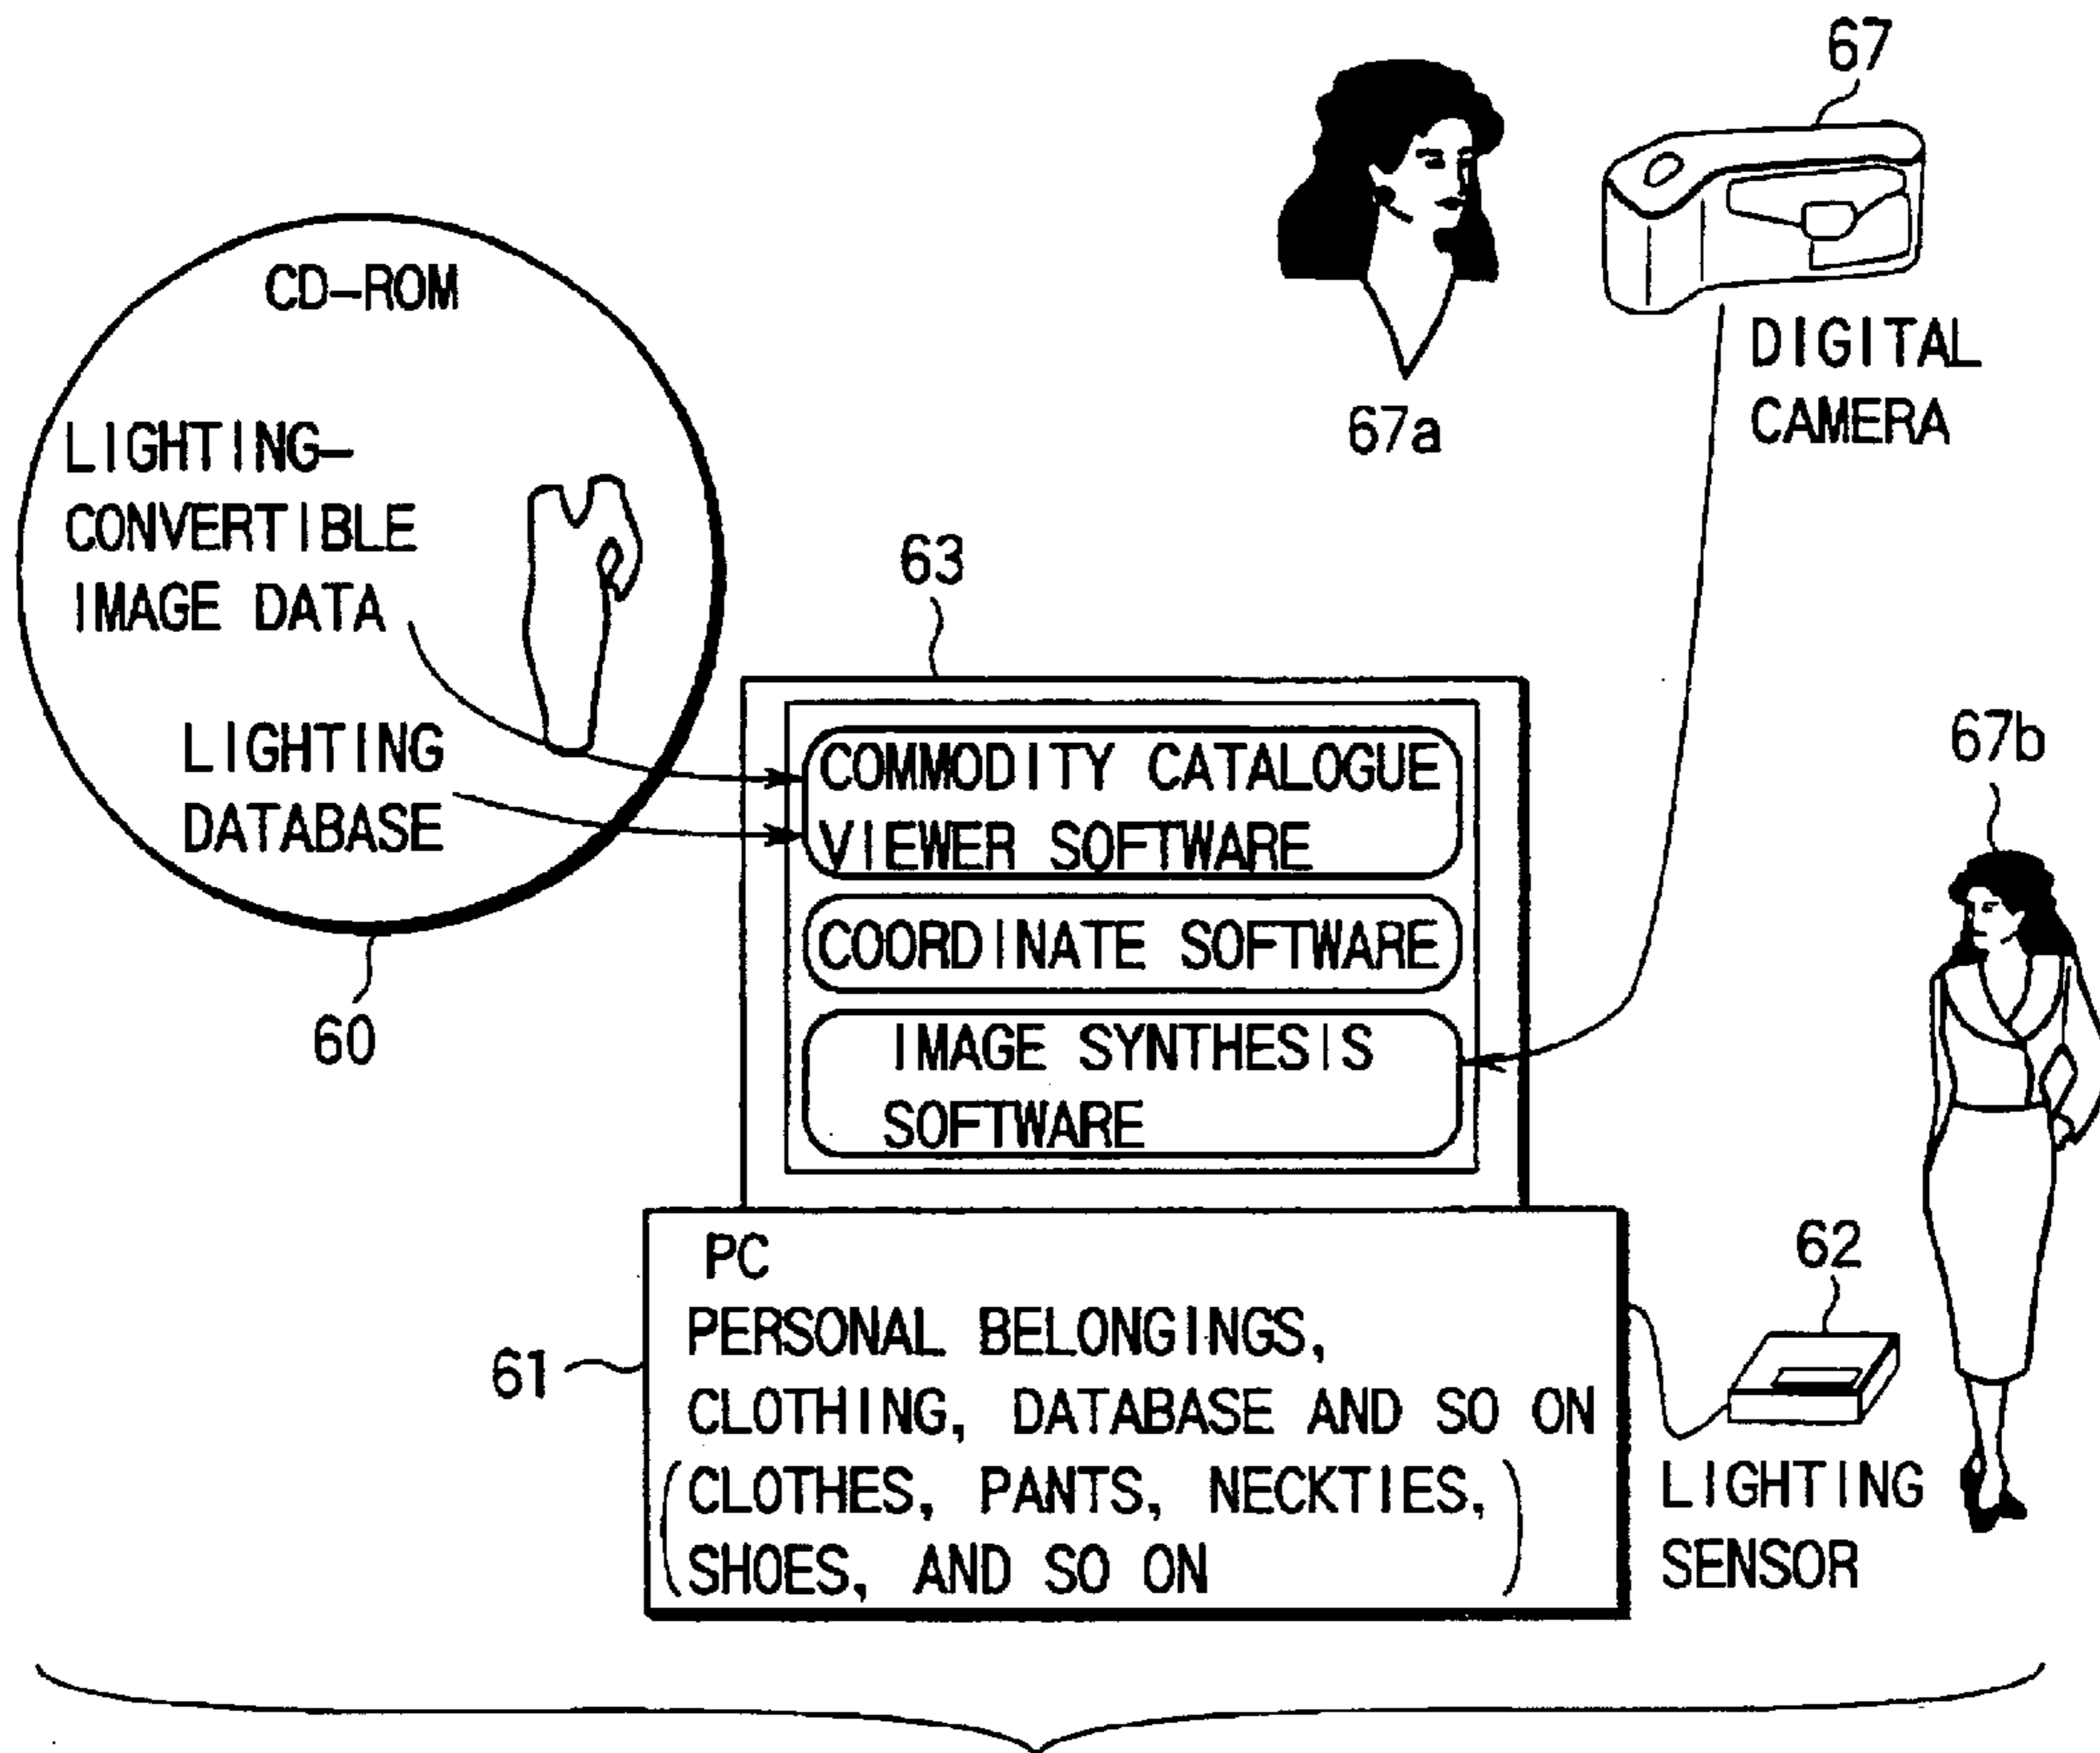 67
CD-ROM
DIGITAL
CAMERA
67a
LIGHTING-
CONVERTIBLE
IMAGE DATA
63
67b
LIGHTING
DATABASE
COMMODITY CATALOGUE
VIEWER SOFTWARE
COORDINATE SOFTWARE
60
IMAGE SYNTHESIS
SOFTWARE
62
PC
PERSONAL BELONGINGS,
61
CLOTHING, DATABASE AND SO ON
(CLOTHES, PANTS, NECKTIES,
SHOES, AND SO ON)
LIGHTING
SENSOR